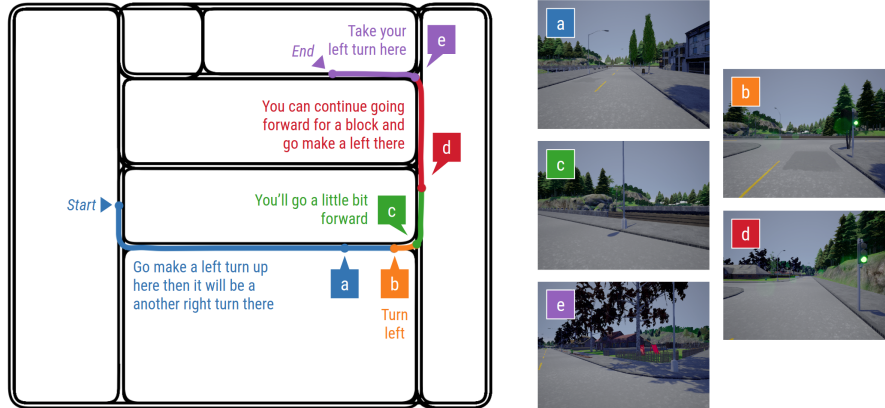 Take your
left turn here
End
e
You can continue going
forward for a block and
go make a left there
d
Start
You'll go a little bit
forward
c
Go make a left turn up
here then it will be a
another right turn there
a
b
Turn
left
a
b
c
d
e